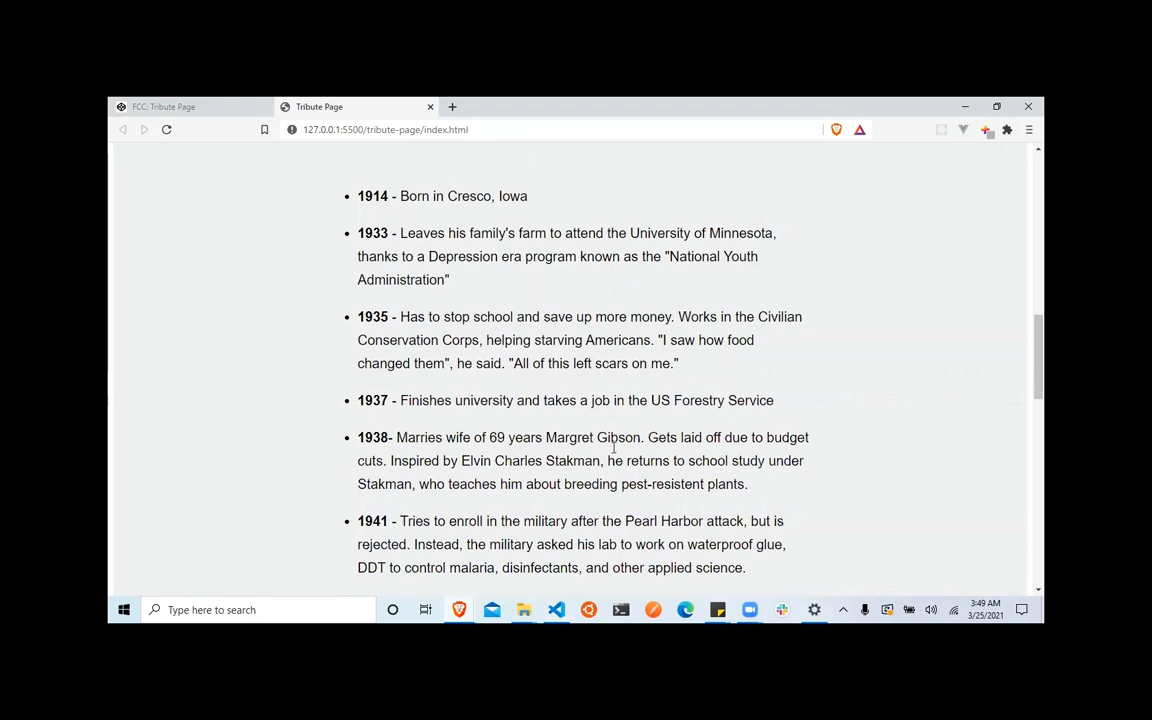 FCC: Tribute Page
Tribute Page
127.0.0.1:5500/tribute-page/index.html
1914 - Born in Cresco, Iowa
1933 - Leaves his family's farm to attend the University of Minnesota,
thanks to a Depression era program known as the "National Youth
Administration"
1935 - Has to stop school and save up more money. Works in the Civilian
Conservation Corps, helping starving Americans. "I saw how food
changed them", he said. "All of this left scars on me."
1937 - Finishes university and takes a job in the US Forestry Service
1938- Marries wife of 69 years Margret Gibson. Gets laid off due to budget
cuts. Inspired by Elvin Charles Stakman, he returns to school study under
Stakman, who teaches him about breeding pest-resistent plants.
1941 - Tries to enroll in the military after the Pearl Harbor attack, but is
rejected. Instead, the military asked his lab to work on waterproof glue,
DDT to control malaria, disinfectants, and other applied science.
Type here to search
3:49 AM
3/25/2021